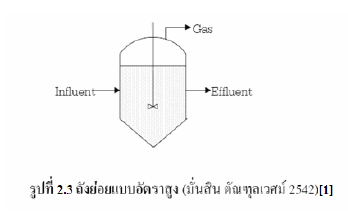 Gas
Influent
Effluent
รูปที่ 2.3 ถังย่อยแบบอัตราสูง (มั่นสิน ตัณฑุลเวศม์ 2542)[1]